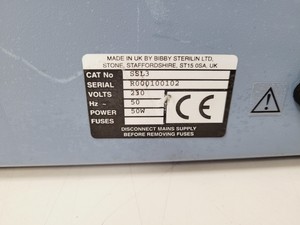 MADE IN UK BY BIBBY STERILIN LTD,
STONE, STAFFORDSHIRE, ST15 0SA, UK
CAT No SSL3
SERIAL R000100102
VOLTS 230
Hz ~ 50
POWER 50W
FUSES
CE
DISCONNECT MAINS SUPPLY
BEFORE REMOVING FUSES